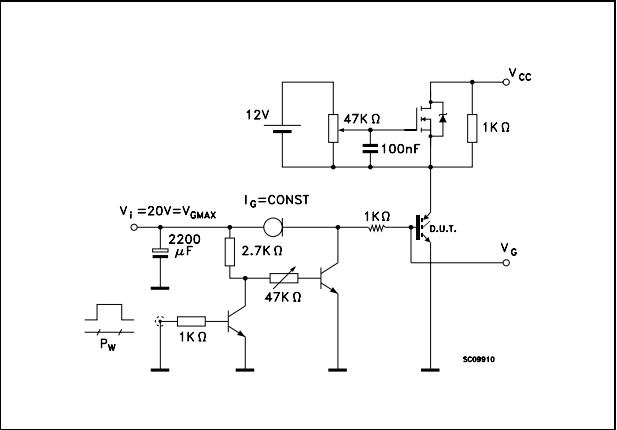 V CC
12V
47KΩ
1KΩ
100nF
IG=CONST
Vi =20V=VGMAX
1KΩ
D.U.T.
2200
μF
2.7KΩ
VG
47KΩ
1KΩ
PW
SC09910